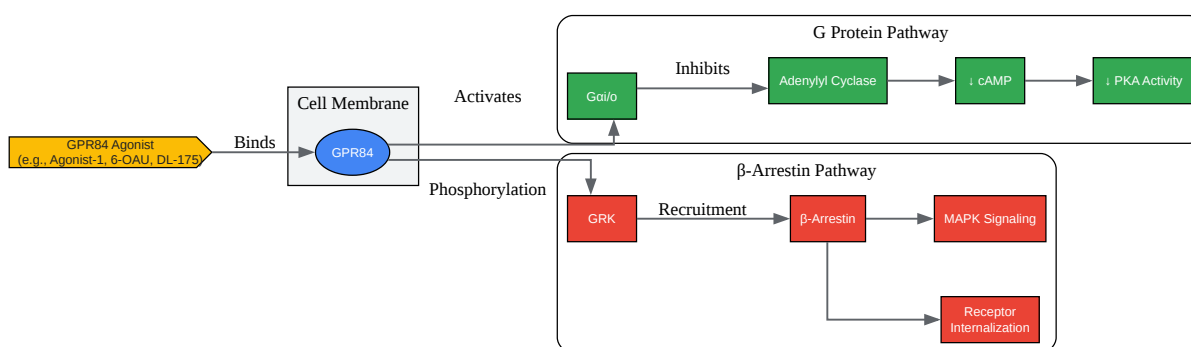 G Protein Pathway
Inhibits
Adenylyl Cyclase
↓ cAMP
↓ PKA Activity
Gαi/o
Cell Membrane
Activates
GPR84 Agonist
(e.g., Agonist-1, 6-OAU, DL-175)
Binds
GPR84
Phosphorylation
β-Arrestin Pathway
GRK
Recruitment
β-Arrestin
MAPK Signaling
Receptor
Internalization